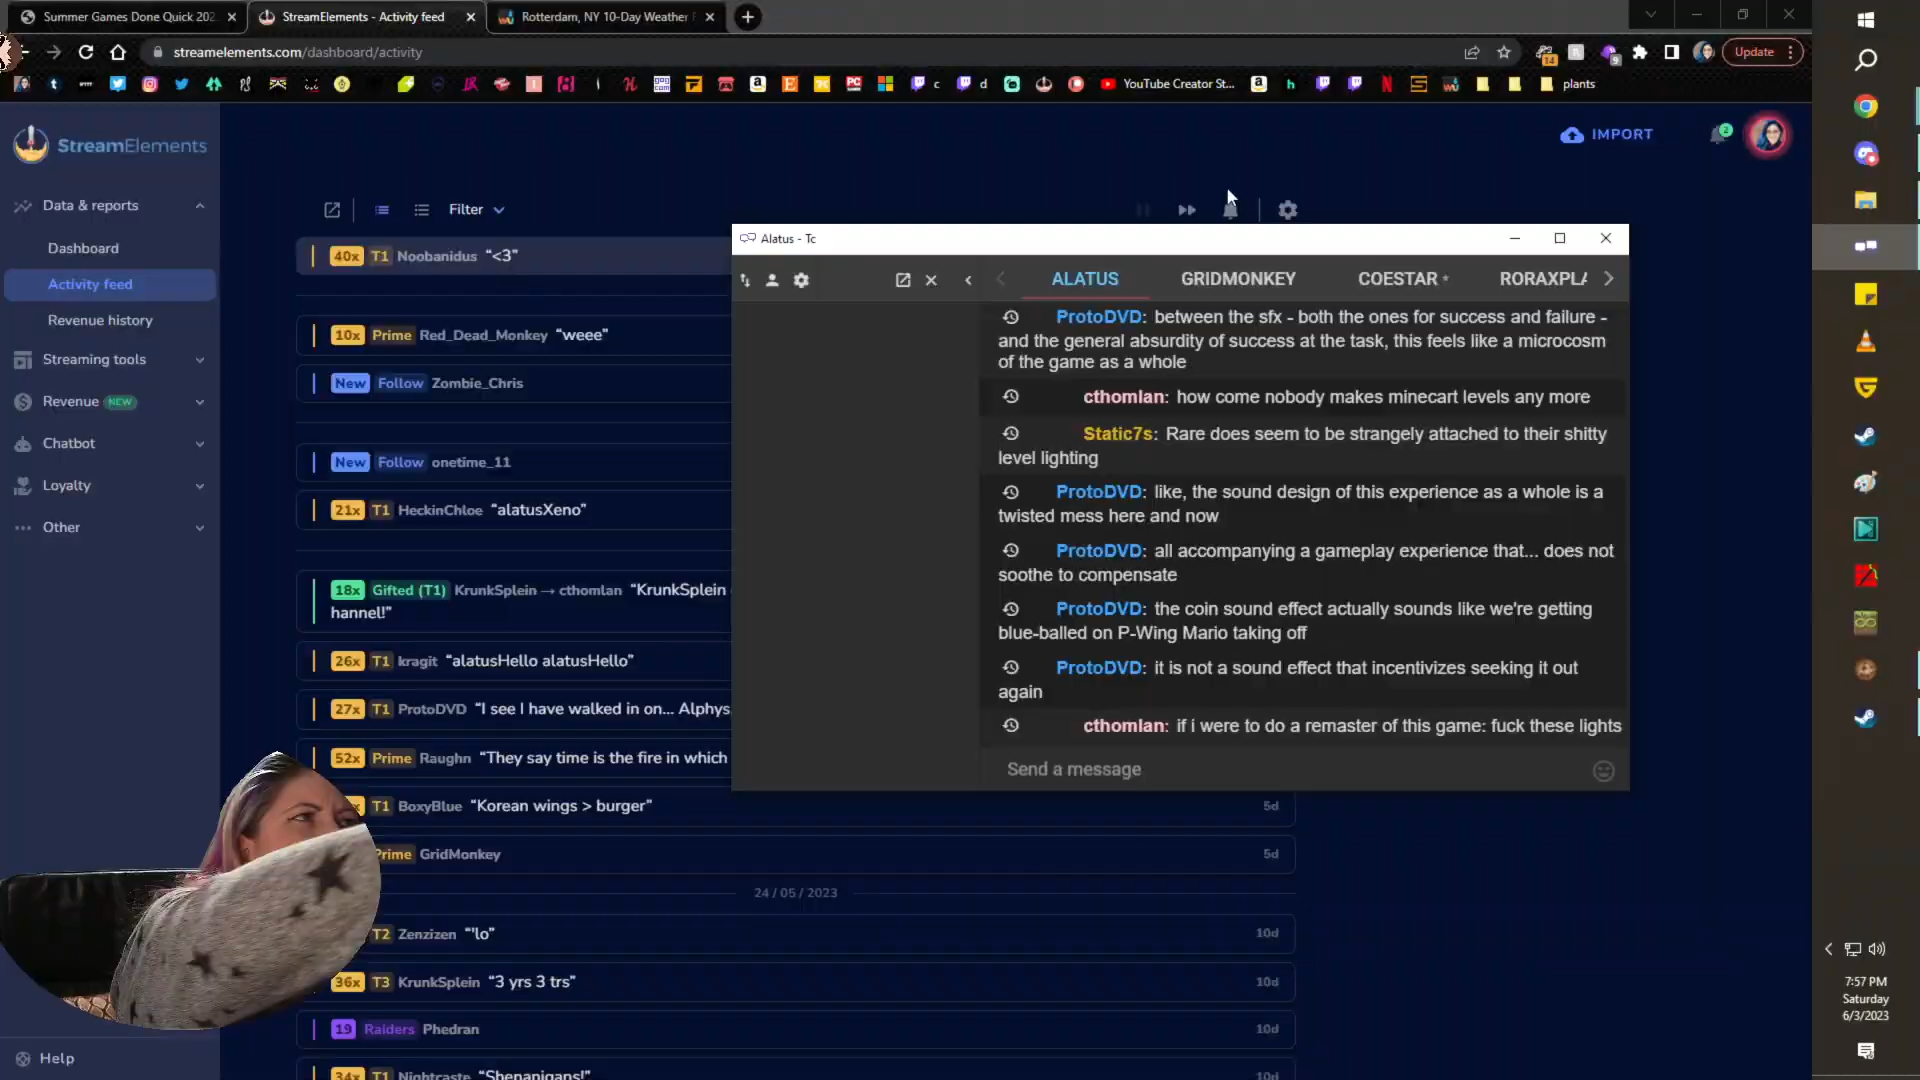 Summer Games Done Quick 202
StreamElements - Activity feed
Rotterdam, NY 10-Day Weather F
streamelements.com/dashboard/activity
Update
14
9
c
d
YouTube Creator St...
plants
StreamElements
IMPORT
2
Data & reports
Dashboard
Activity feed
Revenue history
Streaming tools
Revenue NEW
Chatbot
Loyalty
Other
Help
Filter
40x T1 Noobanidus “<3”
10x Prime Red_Dead_Monkey “weee”
New Follow Zombie_Chris
New Follow onetime_11
21x T1 HeckinChloe “alatusXeno”
18x Gifted (T1) KrunkSplein → cthomlan “KrunkSplein
hannel!”
26x T1 kragit “alatusHello alatusHello”
27x T1 ProtoDVD “I see I have walked in on... Alphys,
52x Prime Raughn “They say time is the fire in which
T1 BoxyBlue “Korean wings > burger” 5d
Prime GridMonkey 5d
24 / 05 / 2023
T2 Zenzizen “'lo” 10d
36x T3 KrunkSplein “3 yrs 3 trs” 10d
19 Raiders Phedran 10d
34x T1 Nightcaste “Shenanigans!” 10d
Alatus - Tc
ALATUS GRIDMONKEY COESTAR * RORAXPLA
ProtoDVD: between the sfx - both the ones for success and failure -
and the general absurdity of success at the task, this feels like a microcosm
of the game as a whole
cthomlan: how come nobody makes minecart levels any more
Static7s: Rare does seem to be strangely attached to their shitty
level lighting
ProtoDVD: like, the sound design of this experience as a whole is a
twisted mess here and now
ProtoDVD: all accompanying a gameplay experience that... does not
soothe to compensate
ProtoDVD: the coin sound effect actually sounds like we're getting
blue-balled on P-Wing Mario taking off
ProtoDVD: it is not a sound effect that incentivizes seeking it out
again
cthomlan: if i were to do a remaster of this game: fuck these lights
Send a message
7:57 PM
Saturday
6/3/2023